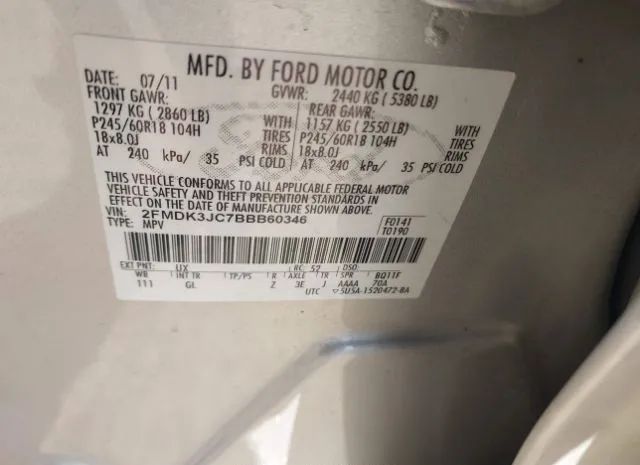 MFD. BY FORD MOTOR CO.
DATE: 07/11 GVWR: 2440 KG ( 5380 LB)
FRONT GAWR: REAR GAWR:
1297 KG ( 2860 LB) WITH 1157 KG ( 2550 LB) WITH
P245/60R18 104H TIRES P245/60R18 104H TIRES
18x8.0J RIMS 18x8.0J RIMS
AT 240 kPa/ 35 PSI COLD AT 240 kPa/ 35 PSI COLD
THIS VEHICLE CONFORMS TO ALL APPLICABLE FEDERAL MOTOR
VEHICLE SAFETY AND THEFT PREVENTION STANDARDS IN
EFFECT ON THE DATE OF MANUFACTURE SHOWN ABOVE.
VIN: 2FMDK3JC7BBB60346 F0141
TYPE: MPV T0190
EXT PNT: UX RC: 52 DSO:
WB INT TR TP/PS R AXLE TR SPR BQ11F
111 GL Z 3E J AAAA 70A
UTC 5U5A-1520472-BA